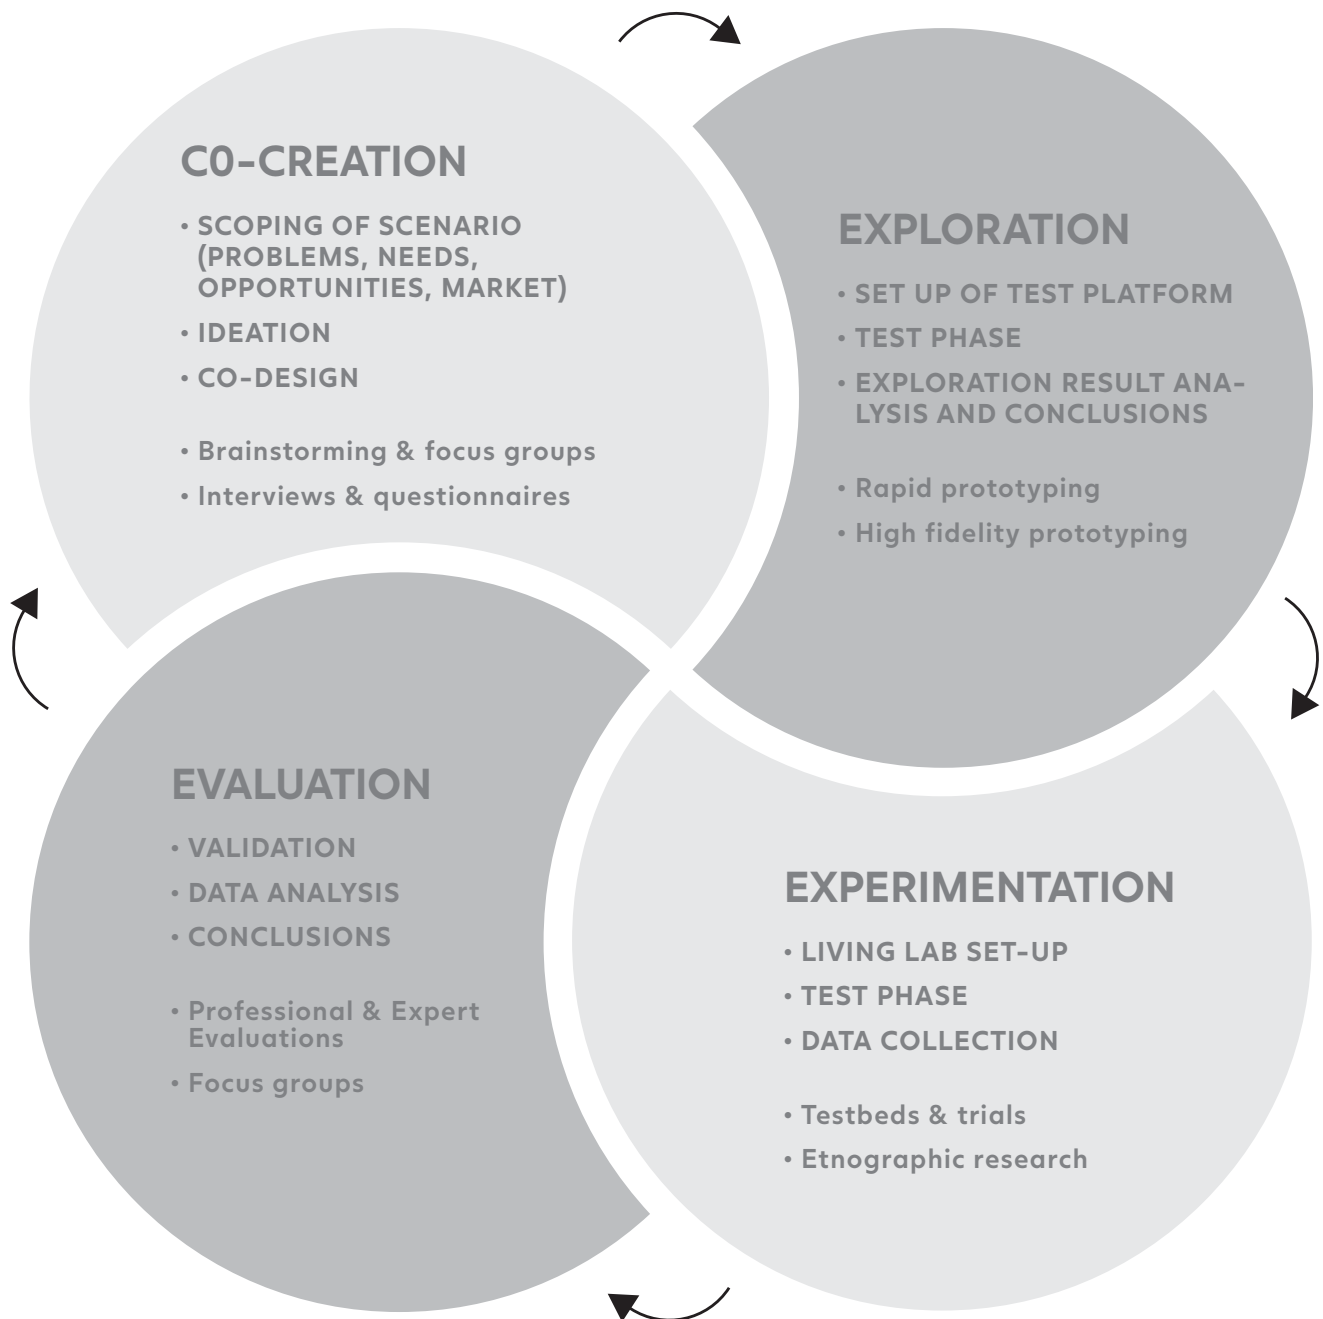 C0-CREATION
• SCOPING OF SCENARIO
(PROBLEMS, NEEDS,
OPPORTUNITIES, MARKET)
• IDEATION
• CO-DESIGN
• Brainstorming & focus groups
• Interviews & questionnaires
EXPLORATION
• SET UP OF TEST PLATFORM
• TEST PHASE
• EXPLORATION RESULT ANA-
LYSIS AND CONCLUSIONS
• Rapid prototyping
• High fidelity prototyping
EVALUATION
• VALIDATION
• DATA ANALYSIS
• CONCLUSIONS
• Professional & Expert
Evaluations
• Focus groups
EXPERIMENTATION
• LIVING LAB SET-UP
• TEST PHASE
• DATA COLLECTION
• Testbeds & trials
• Etnographic research